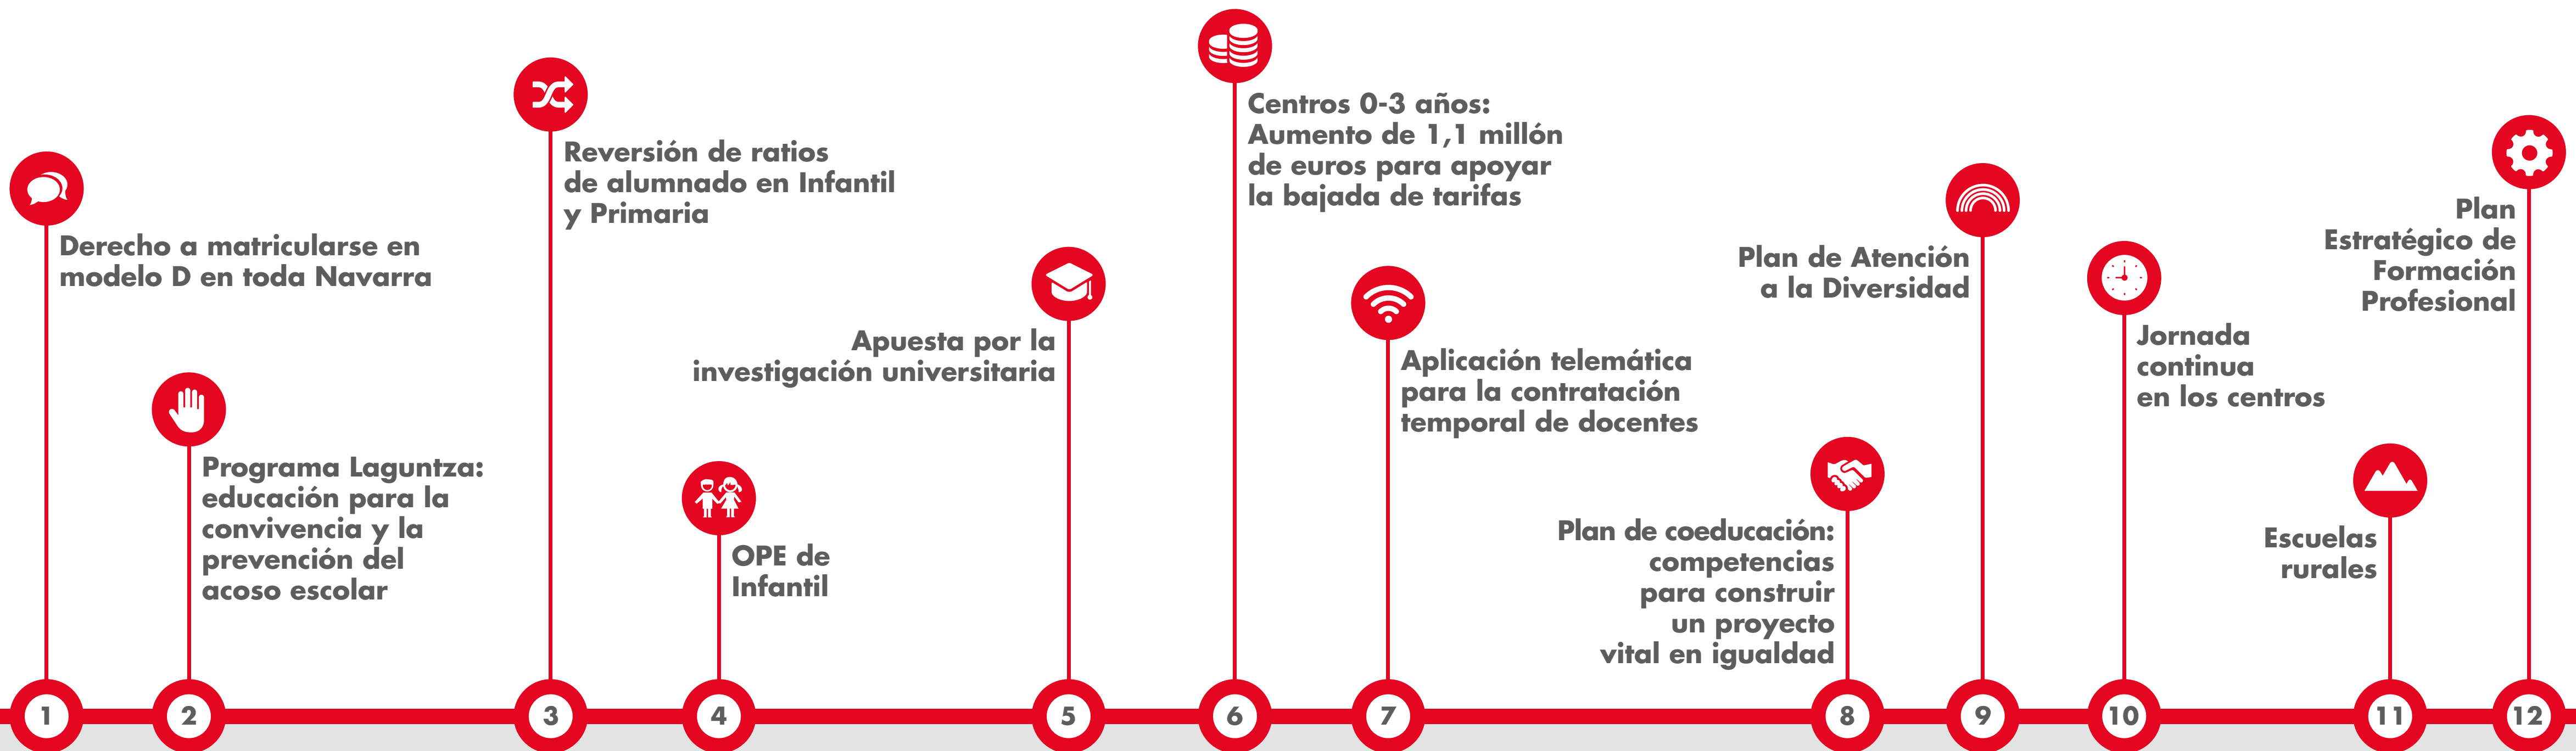 Derecho a matricularse en
modelo D en toda Navarra
Programa Laguntza:
educación para la
convivencia y la
prevención del
acoso escolar
Reversión de ratios
de alumnado en Infantil
y Primaria
OPE de
Infantil
Apuesta por la
investigación universitaria
Centros 0-3 años:
Aumento de 1,1 millón
de euros para apoyar
la bajada de tarifas
Aplicación telemática
para la contratación
temporal de docentes
Plan de coeducación:
competencias
para construir
un proyecto
vital en igualdad
Plan de Atención
a la Diversidad
Jornada
continua
en los centros
Escuelas
rurales
Plan
Estratégico de
Formación
Profesional
1
2
3
4
5
6
7
8
9
10
11
12